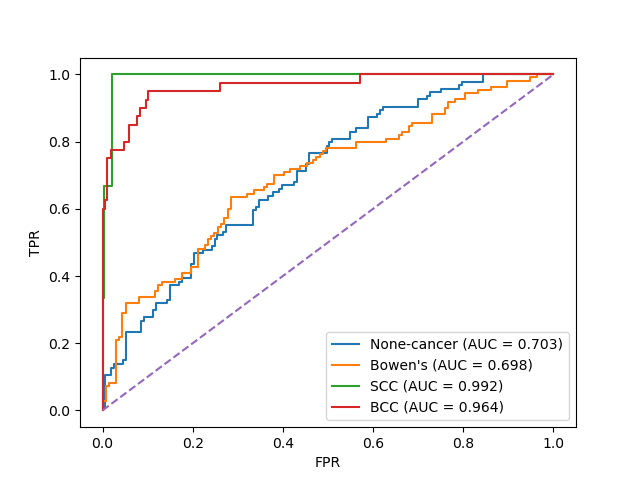 1.0
0.8
0.6
0.4
0.2
0.0
TPR
None-cancer (AUC = 0.703)
Bowen's (AUC = 0.698)
SCC (AUC = 0.992)
BCC (AUC = 0.964)
0.0 0.2 0.4 0.6 0.8 1.0
FPR